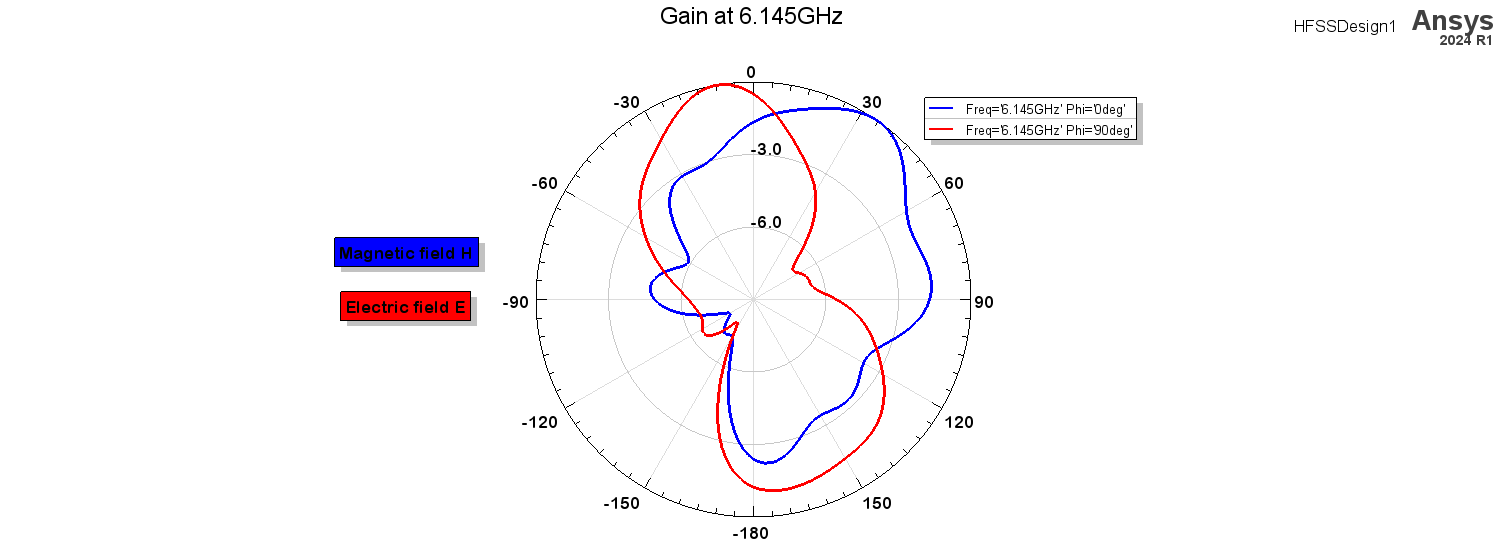 Gain at 6.145GHz
HFSSDesign1
Ansys
2024 R1
0
-30
30
Freq='6.145GHz' Phi='0deg'
Freq='6.145GHz' Phi='90deg'
-3.0
-60
60
-6.0
Magnetic field H
-90
90
Electric field E
-120
120
-150
150
-180